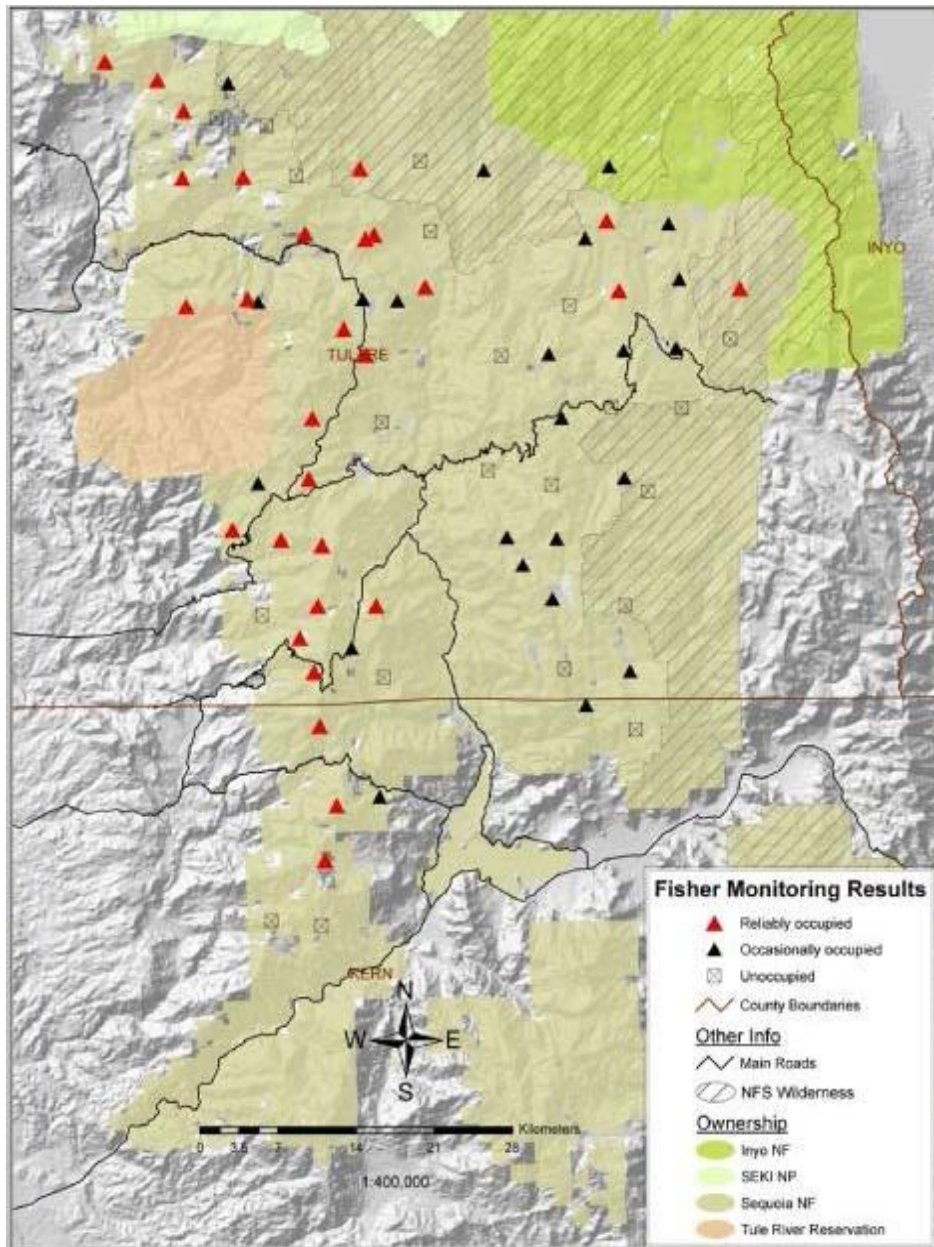 INYO
TULARE
KERN
N
W E
S
Kilometers
0 3.5 7 14 21 28
1:400,000
Fisher Monitoring Results
Reliably occupied
Occasionally occupied
Unoccupied
County Boundaries
Other Info
Main Roads
NFS Wilderness
Ownership
Inyo NF
SEKI NP
Sequoia NF
Tule River Reservation